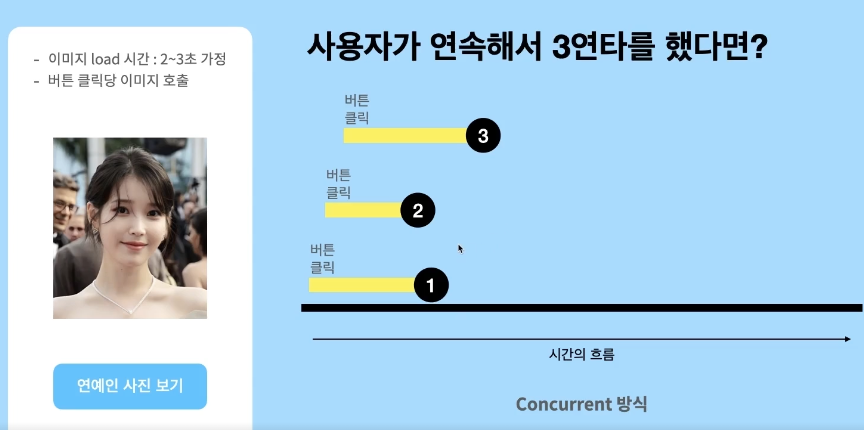 - 이미지 load 시간 : 2~3초 가정
- 버튼 클릭당 이미지 호출
연예인 사진 보기
사용자가 연속해서 3연타를 했다면?
버튼
클릭
3
버튼
클릭
2
버튼
클릭
1
시간의 흐름
Concurrent 방식